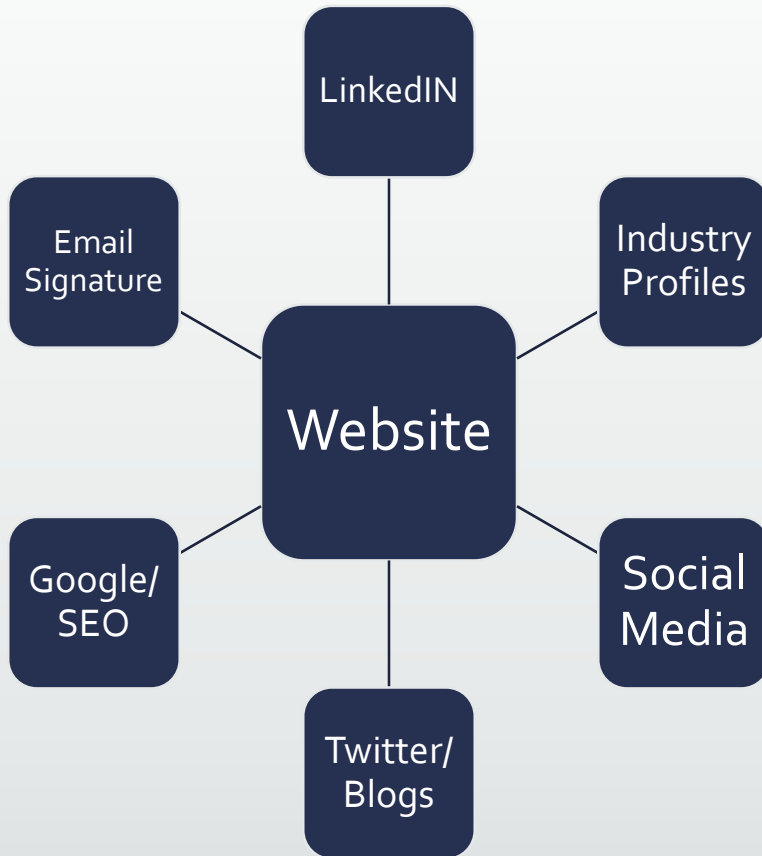 LinkedIN
Email
Signature
Industry
Profiles
Website
Google/
SEO
Social
Media
Twitter/
Blogs